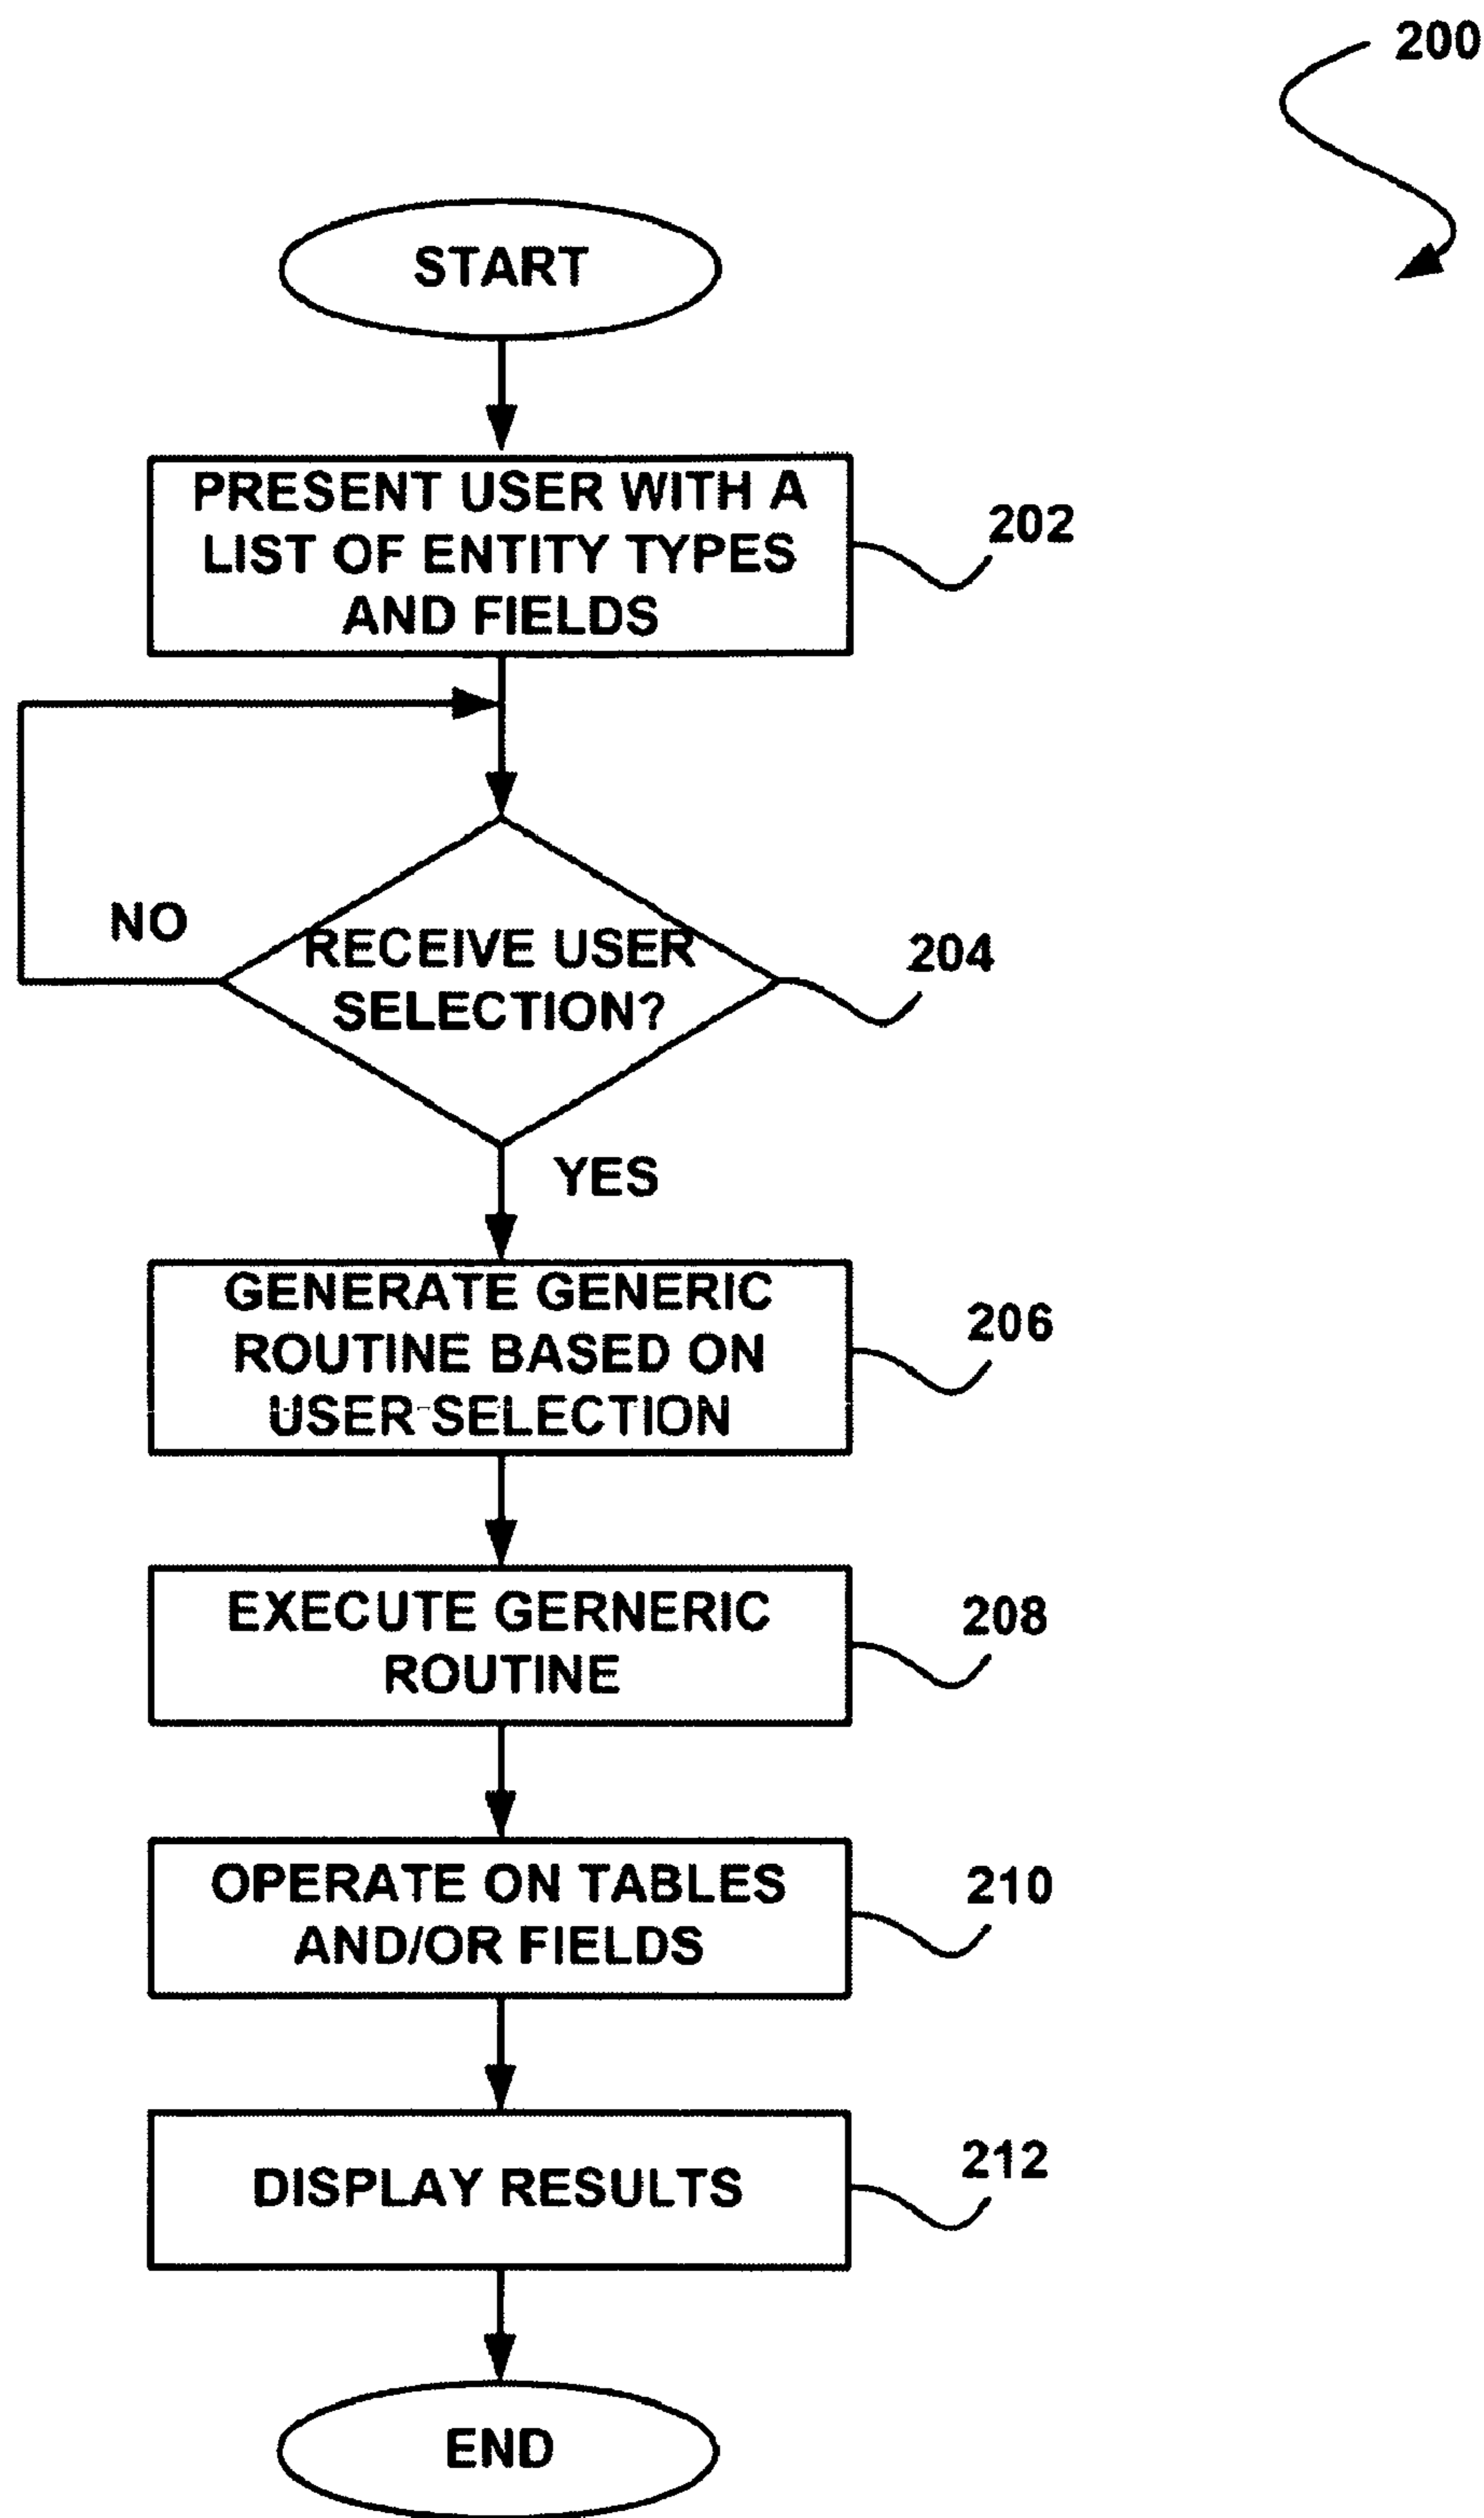 200
START
PRESENT USER WITH A
LIST OF ENTITY TYPES
AND FIELDS
202
NO
RECEIVE USER
SELECTION?
204
YES
GENERATE GENERIC
ROUTINE BASED ON
USER SELECTION
206
EXECUTE GERNERIC
ROUTINE
208
OPERATE ON TABLES
AND/OR FIELDS
210
DISPLAY RESULTS
212
END